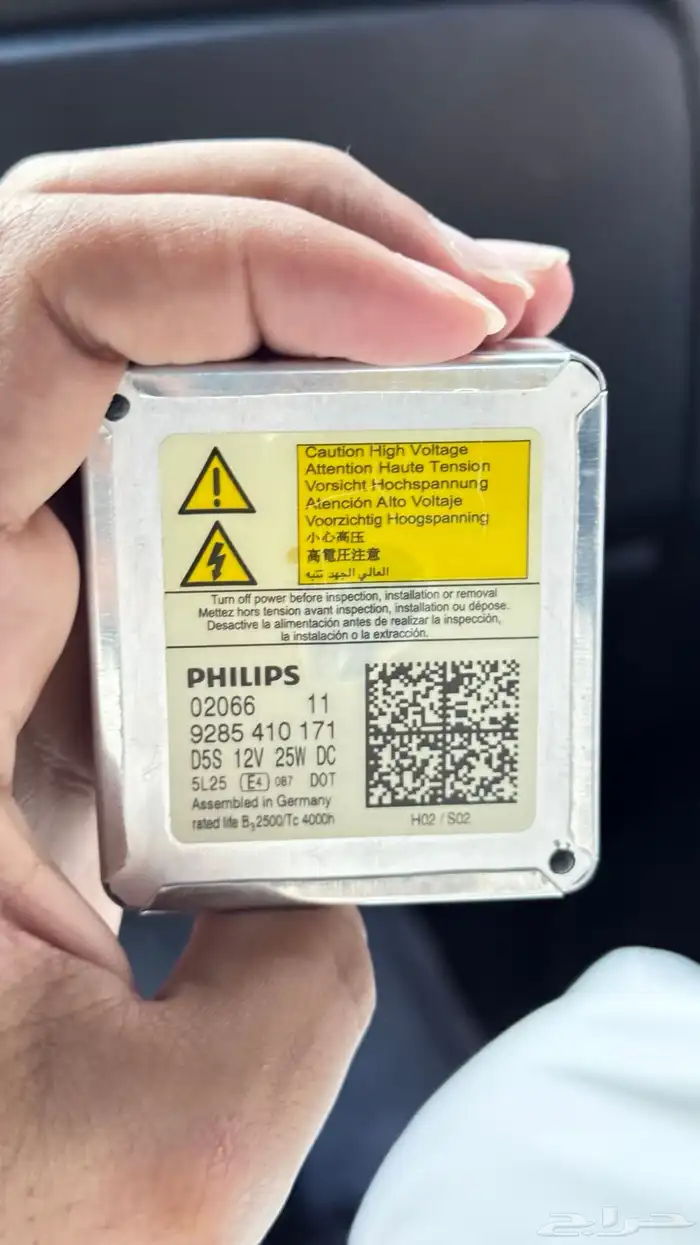 Caution High Voltage
Attention Haute Tension
Vorsicht Hochspannung
Atención Alto Voltaje
Voorzichtig Hoogspanning
小心高压
高電圧注意
العالي الجهد تنبه
Turn off power before inspection, installation or removal
Mettez hors tension avant inspection, installation ou dépose.
Desactive la alimentación antes de realizar la inspección,
la instalación o la extracción.
PHILIPS
02066 11
9285 410 171
D5S 12V 25W DC
5L25 E4 087 DOT
Assembled in Germany
rated life B3 2500/Tc 4000h
H02 / S02
حراج